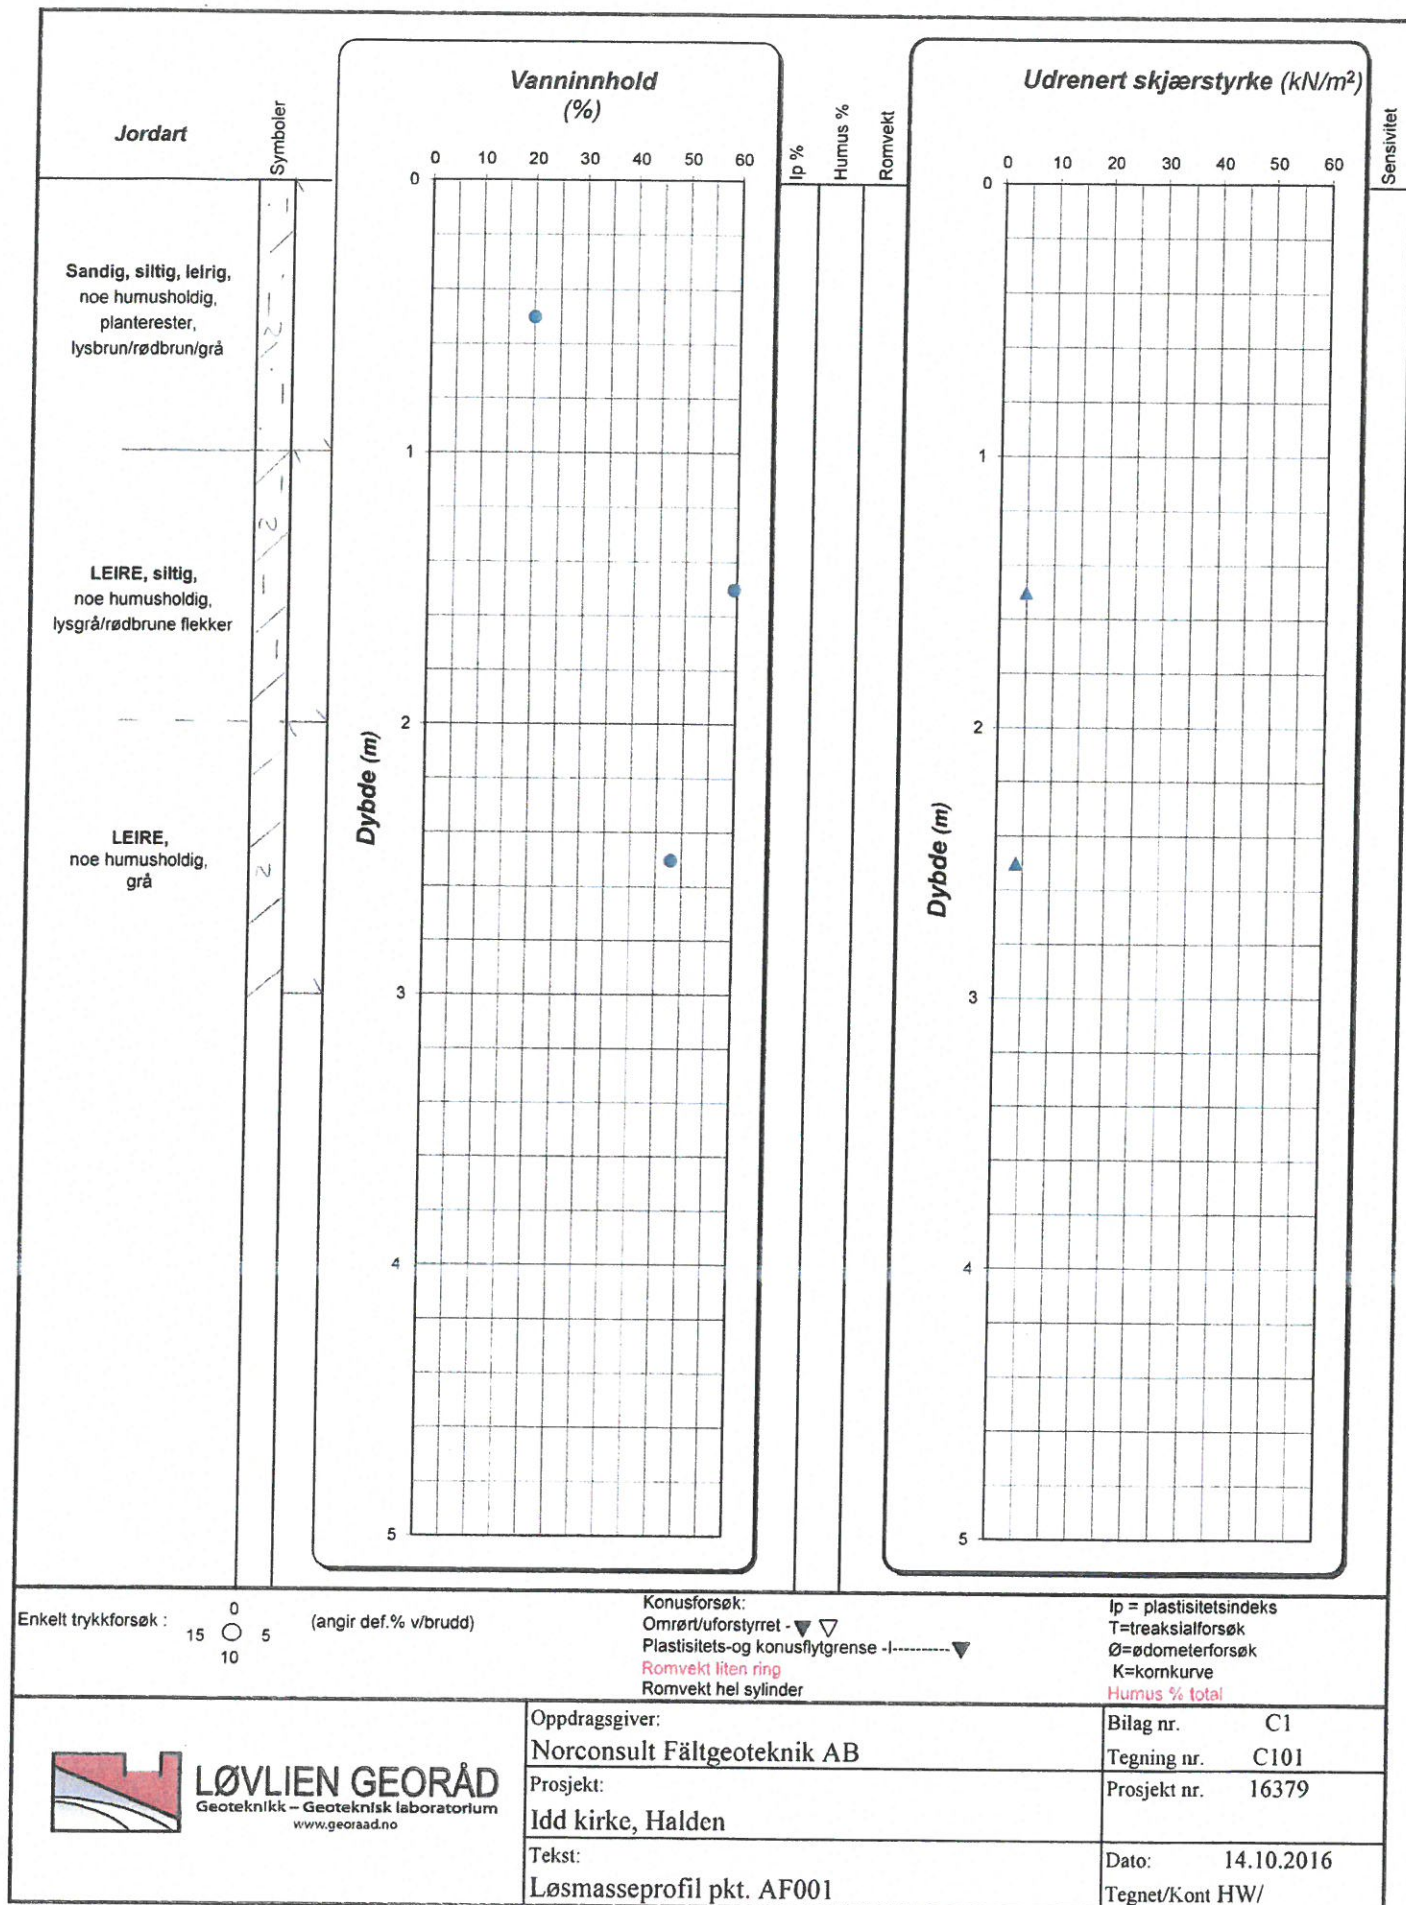 Jordart
Symboler
Vanninnhold
(%)
0 10 20 30 40 50 60
Ip %
Humus %
Romvekt
Udrenert skjærstyrke (kN/m²)
0 10 20 30 40 50 60
Sensivitet
Sandig, siltig, leirig,
noe humusholdig,
planterester,
lysbrun/rødbrun/grå
LEIRE, siltig,
noe humusholdig,
lysgrå/rødbrune flekker
LEIRE,
noe humusholdig,
grå
Dybde (m)
0
1
2
3
4
5
Dybde (m)
0
1
2
3
4
5
Enkelt trykkforsøk :
0
15 5
10
(angir def.% v/brudd)
Konusforsøk:
Omrørt/uforstyrret - ▼ ▽
Plastisitets-og konusflytgrense -I----------▼
Romvekt liten ring
Romvekt hel sylinder
Ip = plastisitetsindeks
T=treaksialforsøk
Ø=ødometerforsøk
K=kornkurve
Humus % total
LØVLIEN GEORÅD
Geoteknikk – Geoteknisk laboratorium
www.georaad.no
Oppdragsgiver:
Norconsult Fältgeoteknik AB
Prosjekt:
Idd kirke, Halden
Tekst:
Løsmasseprofil pkt. AF001
Bilag nr. C1
Tegning nr. C101
Prosjekt nr. 16379
Dato: 14.10.2016
Tegnet/Kont HW/